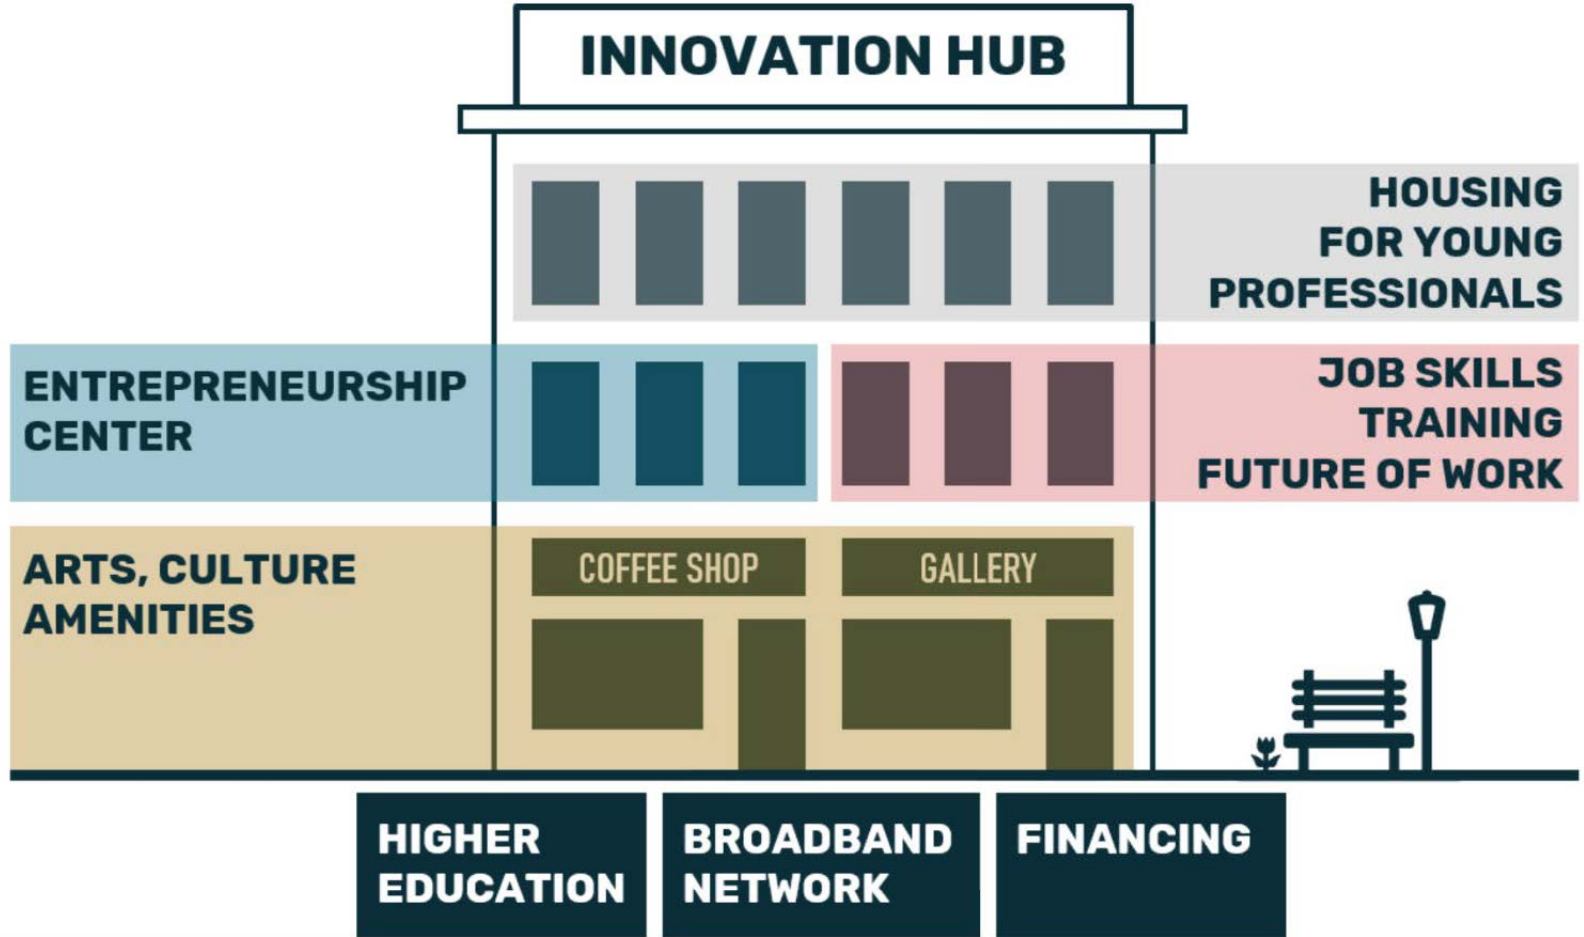 INNOVATION HUB
HOUSING
FOR YOUNG
PROFESSIONALS
ENTREPRENEURSHIP
CENTER
JOB SKILLS
TRAINING
FUTURE OF WORK
ARTS, CULTURE
AMENITIES
COFFEE SHOP
GALLERY
HIGHER
EDUCATION
BROADBAND
NETWORK
FINANCING